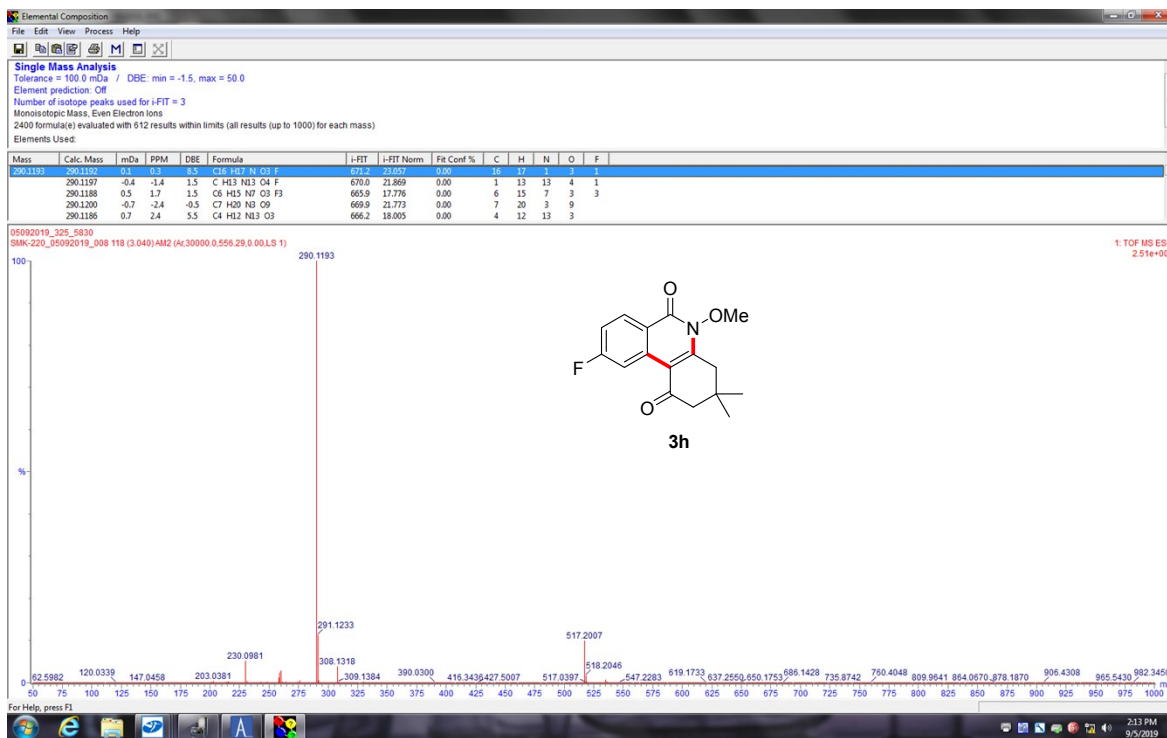 Elemental Composition
File Edit View Process Help
Single Mass Analysis
Tolerance = 100.0 mDa / DBE: min = -1.5, max = 50.0
Element prediction: Off
Number of isotope peaks used for i-FIT = 3
Monoisotopic Mass, Even Electron Ions
2400 formula(e) evaluated with 612 results within limits (all results (up to 1000) for each mass)
Elements Used:
Mass Calc. Mass mDa PPM DBE Formula i-FIT i-FIT Norm Fit Conf % C H N O F
290.1193 290.1192 0.1 0.3 8.5 C16 H17 N O3 F 671.2 23.057 0.00 16 17 1 3 1
290.1197 -0.4 -1.4 1.5 C H13 N13 O4 F 670.0 21.869 0.00 1 13 13 4 1
290.1188 0.5 1.7 1.5 C6 H15 N7 O3 F3 665.9 17.776 0.00 6 15 7 3 3
290.1200 -0.7 -2.4 -0.5 C7 H20 N3 O9 669.9 21.773 0.00 7 20 3 9
290.1186 0.7 2.4 5.5 C4 H12 N13 O3 666.2 18.005 0.00 4 12 13 3
05092019_325_5830
SMK-220_05092019_008 118 (3.040) AM2 (Ar,30000.0,556.29,0.00,LS 1)
1: TOF MS ES
2.51e+00
100
290.1193
O
N
OMe
F
O
3h
%
291.1233
517.2007
230.0981
308.1318
518.2046
62.5982 120.0339 147.0458 203.0381 309.1384 390.0300 416.3436 427.5007 517.0397 547.2283 619.1733 637.2550 650.1753 686.1428 735.8742 760.4048 809.9641 864.0670 878.1870 906.4308 965.5430 982.345
0
50 75 100 125 150 175 200 225 250 275 300 325 350 375 400 425 450 475 500 525 550 575 600 625 650 675 700 725 750 775 800 825 850 875 900 925 950 975 1000
For Help, press F1
2:13 PM
9/5/2019